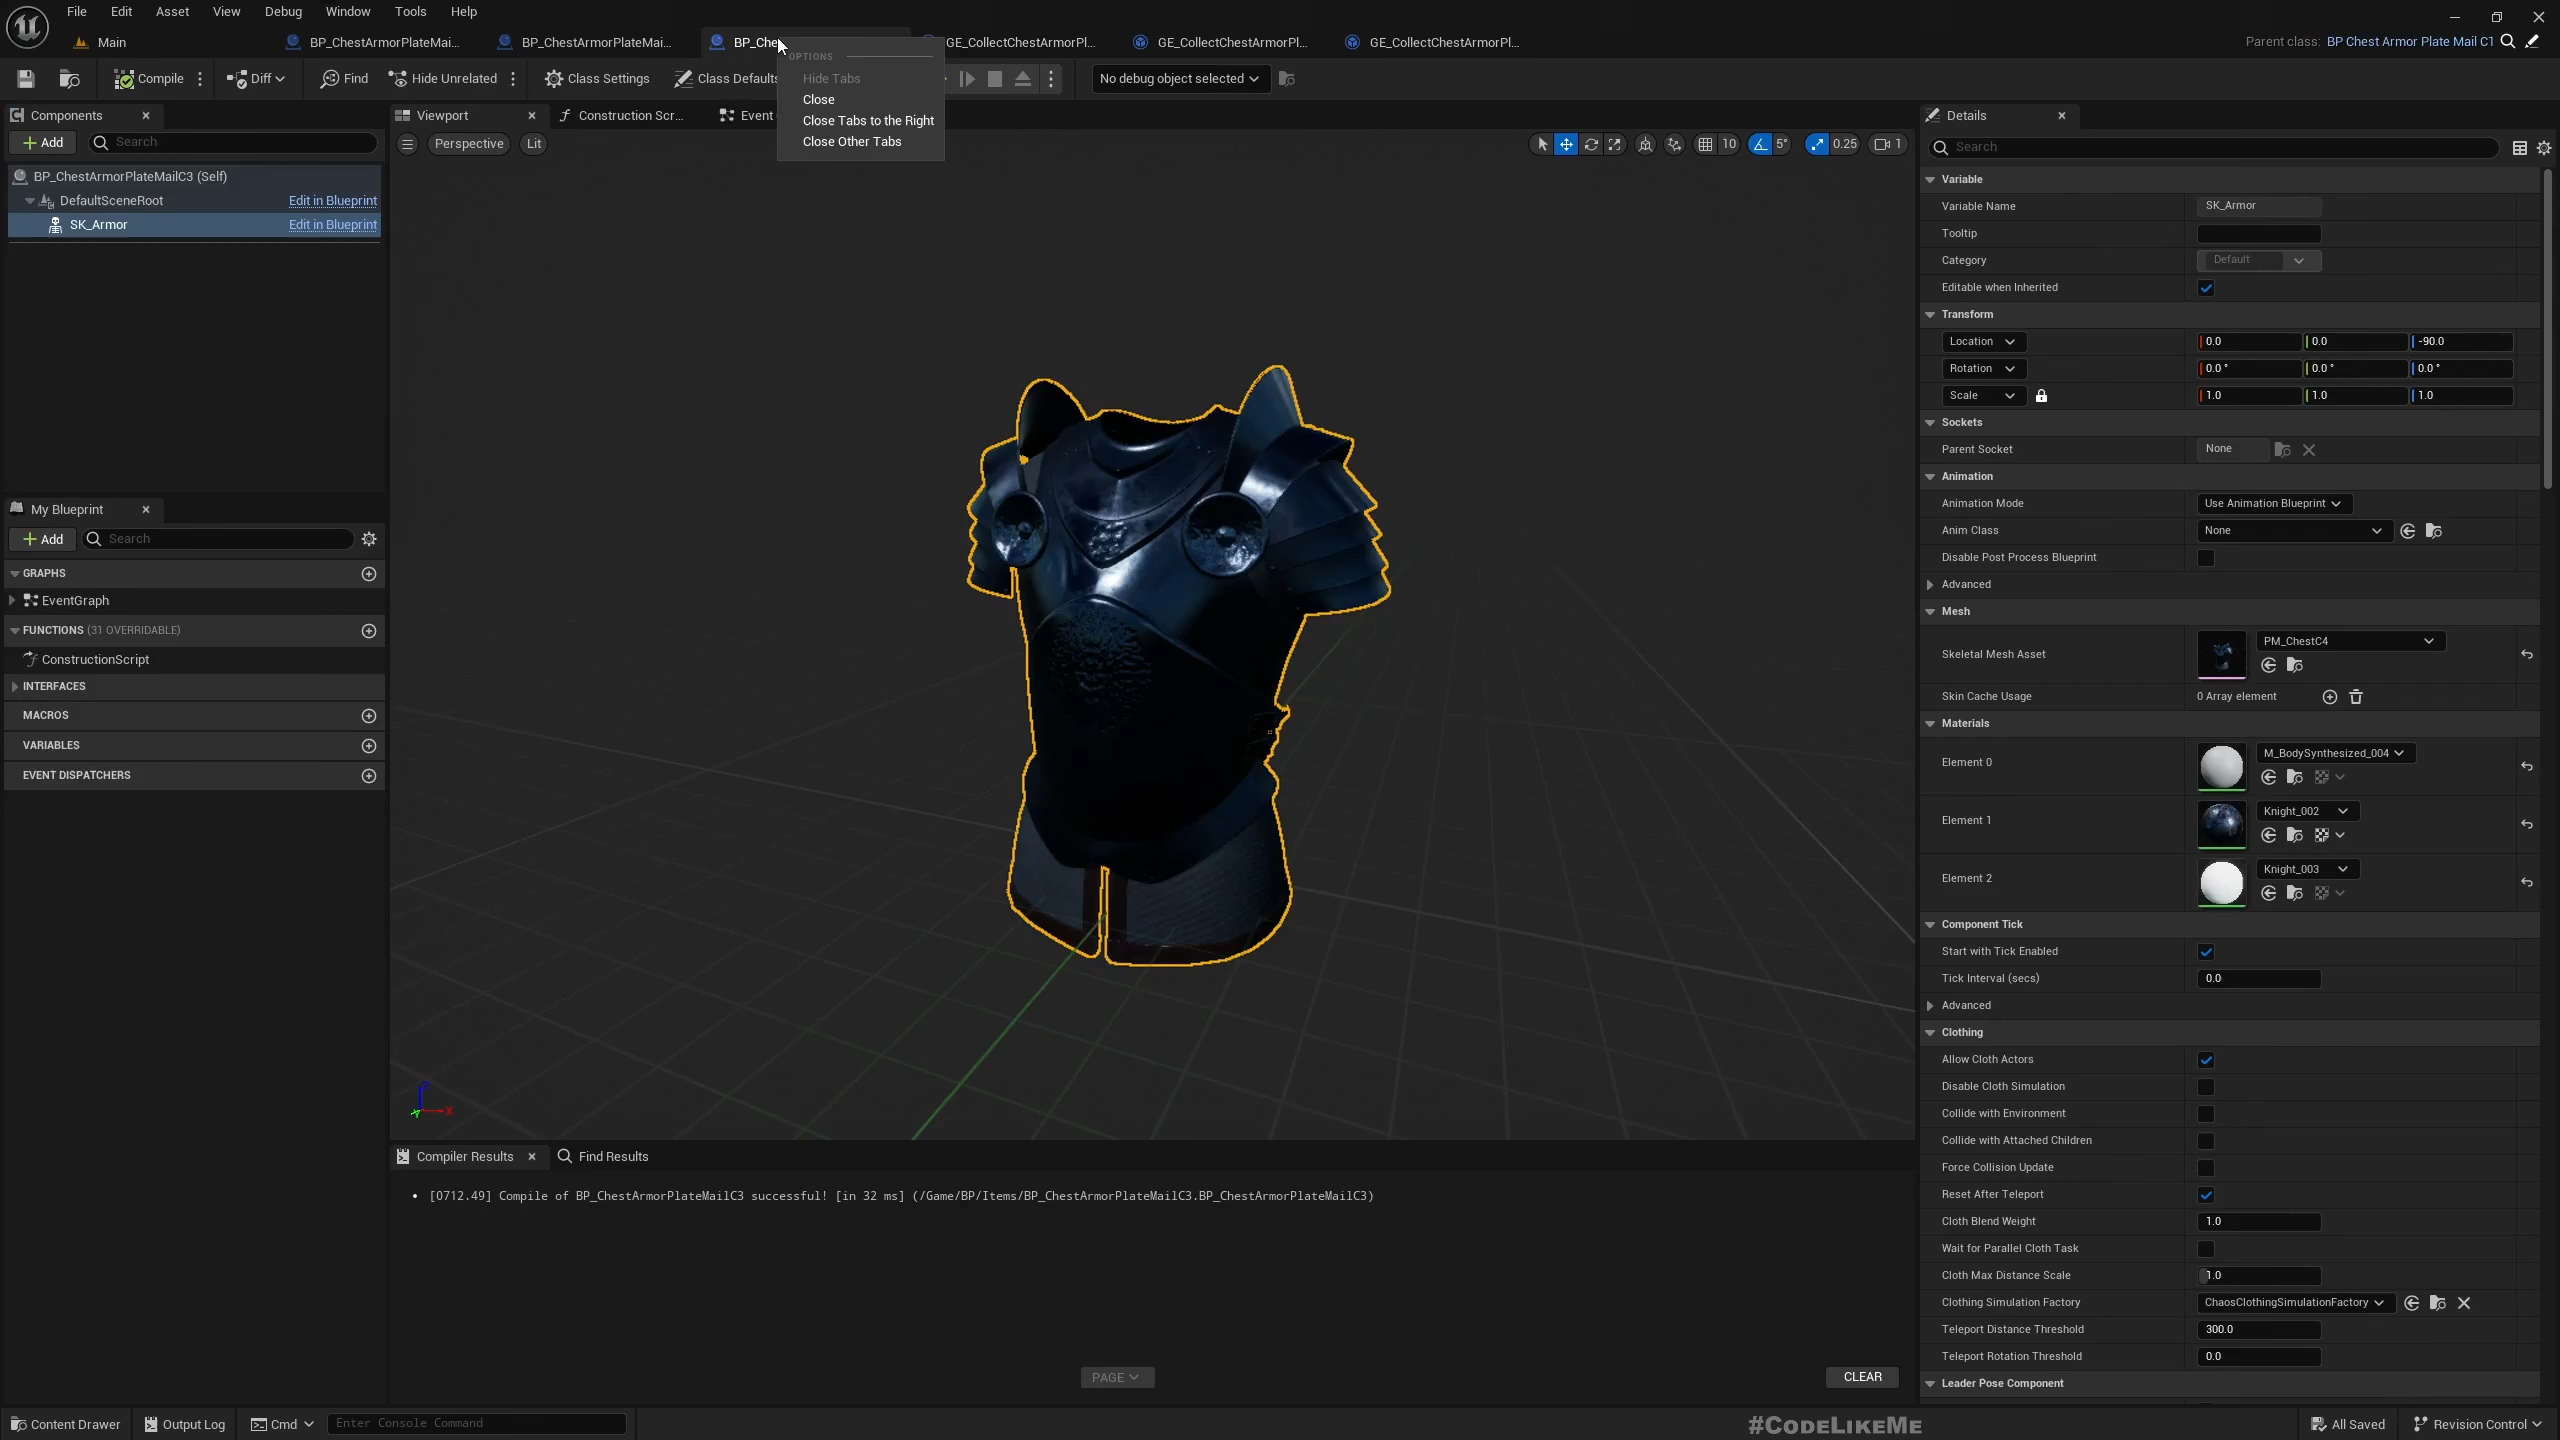 File Edit Asset View Debug Window Tools Help
Main BP_ChestArmorPlateMai... BP_ChestArmorPlateMai... BP_Che GE_CollectChestArmorPl... GE_CollectChestArmorPl... GE_CollectChestArmorPl... Parent class: BP Chest Armor Plate Mail C1
Compile Diff Find Hide Unrelated Class Settings Class Defaults No debug object selected
OPTIONS
Hide Tabs
Close
Close Tabs to the Right
Close Other Tabs
Components
Add Search
BP_ChestArmorPlateMailC3 (Self)
DefaultSceneRoot Edit in Blueprint
SK_Armor Edit in Blueprint
My Blueprint
Add Search
GRAPHS
EventGraph
FUNCTIONS (31 OVERRIDABLE)
ConstructionScript
INTERFACES
MACROS
VARIABLES
EVENT DISPATCHERS
Viewport Construction Scr... Event
Perspective Lit 10 5° 0.25 1
Z
X
Y
Compiler Results Find Results
• [0712.49] Compile of BP_ChestArmorPlateMailC3 successful! [in 32 ms] (/Game/BP/Items/BP_ChestArmorPlateMailC3.BP_ChestArmorPlateMailC3)
PAGE CLEAR
Details
Search
Variable
Variable Name SK_Armor
Tooltip
Category Default
Editable when Inherited
Transform
Location 0.0 0.0 -90.0
Rotation 0.0 ° 0.0 ° 0.0 °
Scale 1.0 1.0 1.0
Sockets
Parent Socket None
Animation
Animation Mode Use Animation Blueprint
Anim Class None
Disable Post Process Blueprint
Advanced
Mesh
Skeletal Mesh Asset PM_ChestC4
Skin Cache Usage 0 Array element
Materials
Element 0 M_BodySynthesized_004
Element 1 Knight_002
Element 2 Knight_003
Component Tick
Start with Tick Enabled
Tick Interval (secs) 0.0
Advanced
Clothing
Allow Cloth Actors
Disable Cloth Simulation
Collide with Environment
Collide with Attached Children
Force Collision Update
Reset After Teleport
Cloth Blend Weight 1.0
Wait for Parallel Cloth Task
Cloth Max Distance Scale 1.0
Clothing Simulation Factory ChaosClothingSimulationFactory
Teleport Distance Threshold 300.0
Teleport Rotation Threshold 0.0
Leader Pose Component
Content Drawer Output Log Cmd Enter Console Command #CODELIKEME All Saved Revision Control